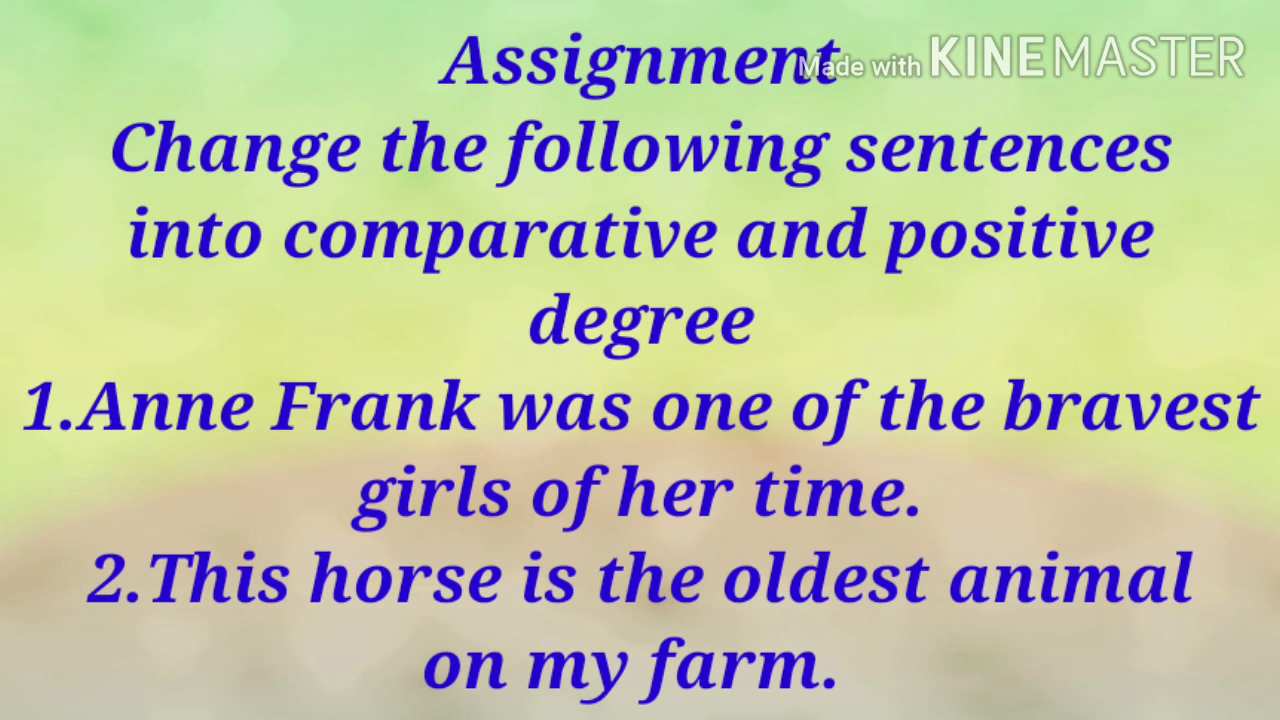 Assignment
Made with KINEMASTER
Change the following sentences
into comparative and positive
degree
1.Anne Frank was one of the bravest
girls of her time.
2.This horse is the oldest animal
on my farm.